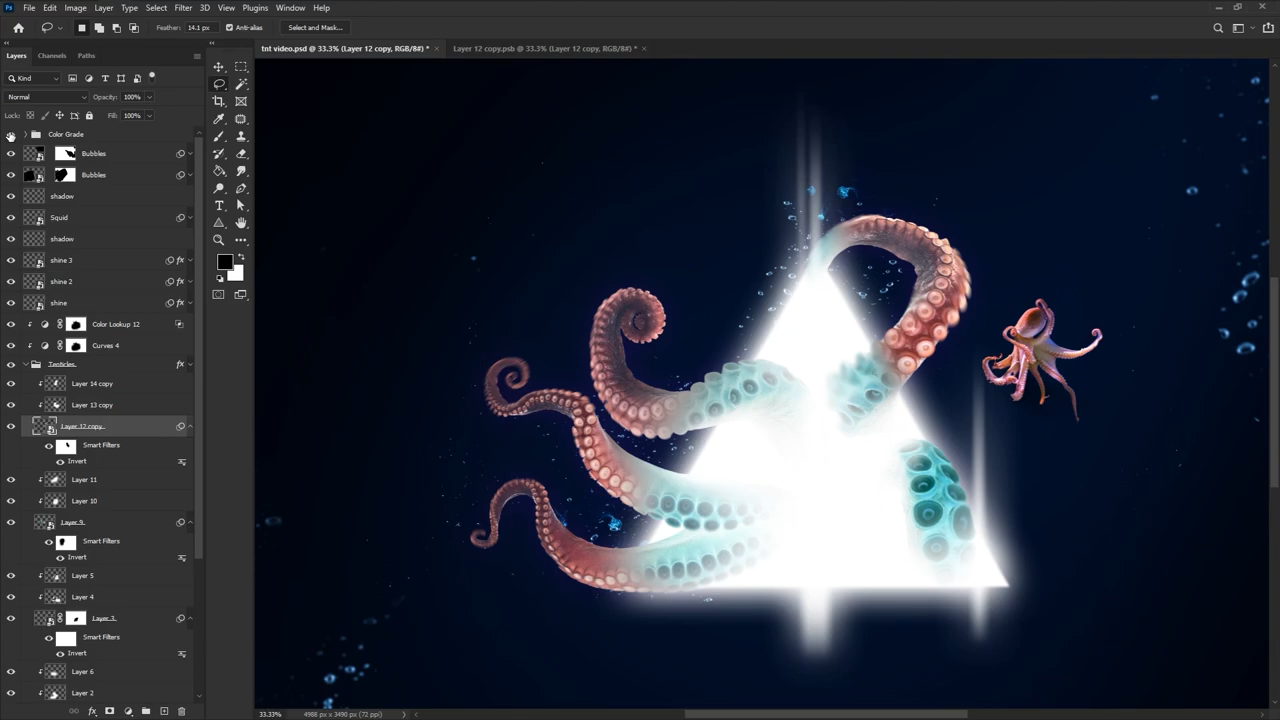 Ps File Edit Image Layer Type Select Filter 3D View Plugins Window Help
Feather: 14.1 px Anti-alias Select and Mask...
Layers Channels Paths
tnt video.psd @ 33.3% (Layer 12 copy, RGB/8#) * × Layer 12 copy.psb @ 33.3% (Layer 12 copy, RGB/8#) * ×
Kind
Normal Opacity: 100%
Lock: Fill: 100%
Color Grade
Bubbles
Bubbles
shadow
Squid
shadow
shine 3 fx
shine 2 fx
shine
Color Lookup 12
Curves 4
Tenticles fx
Layer 14 copy
Layer 13 copy
Layer 12 copy
Smart Filters
Invert
Layer 11
Layer 10
Layer 9
Smart Filters
Invert
Layer 5
Layer 4
Layer 3
Smart Filters
Invert
Layer 6
Layer 2
fx
33.33% 4988 px x 3490 px (72 ppi)